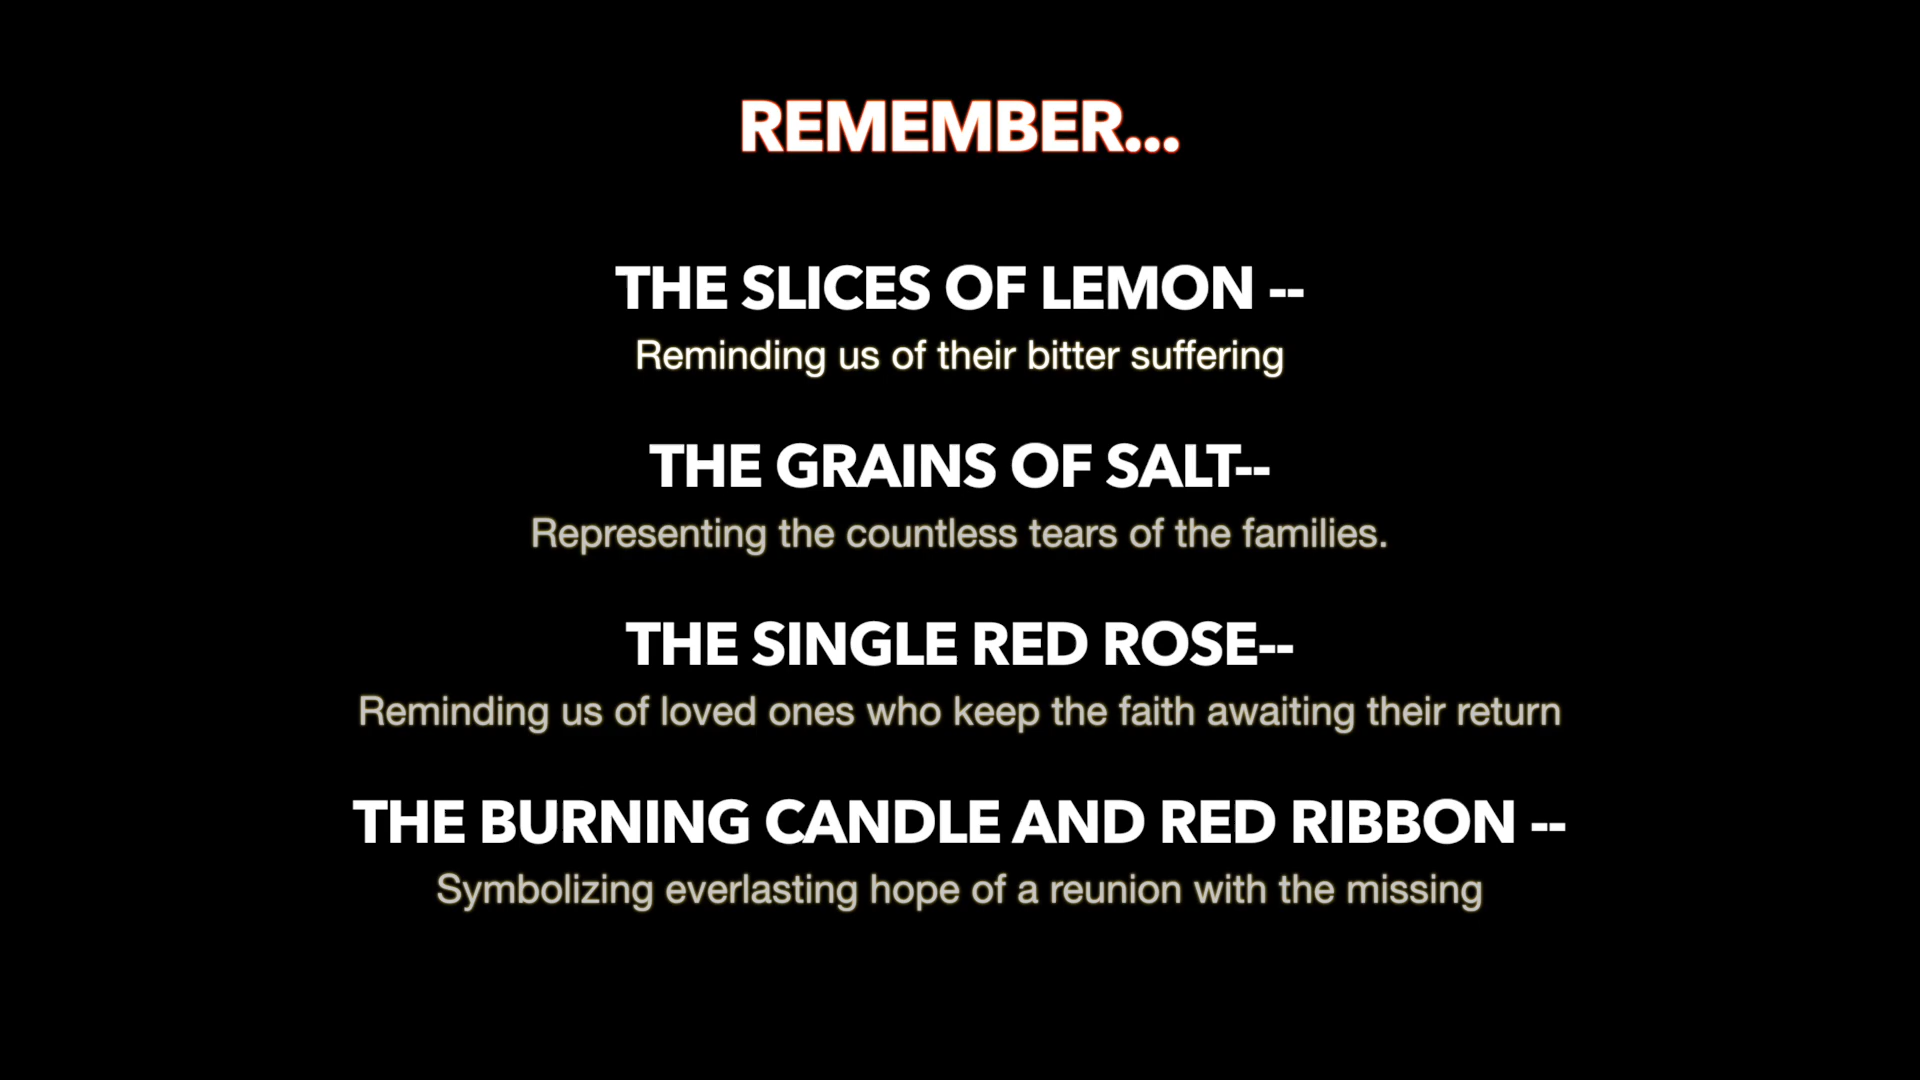 REMEMBER...
THE SLICES OF LEMON --
Reminding us of their bitter suffering
THE GRAINS OF SALT--
Representing the countless tears of the families.
THE SINGLE RED ROSE--
Reminding us of loved ones who keep the faith awaiting their return
THE BURNING CANDLE AND RED RIBBON --
Symbolizing everlasting hope of a reunion with the missing